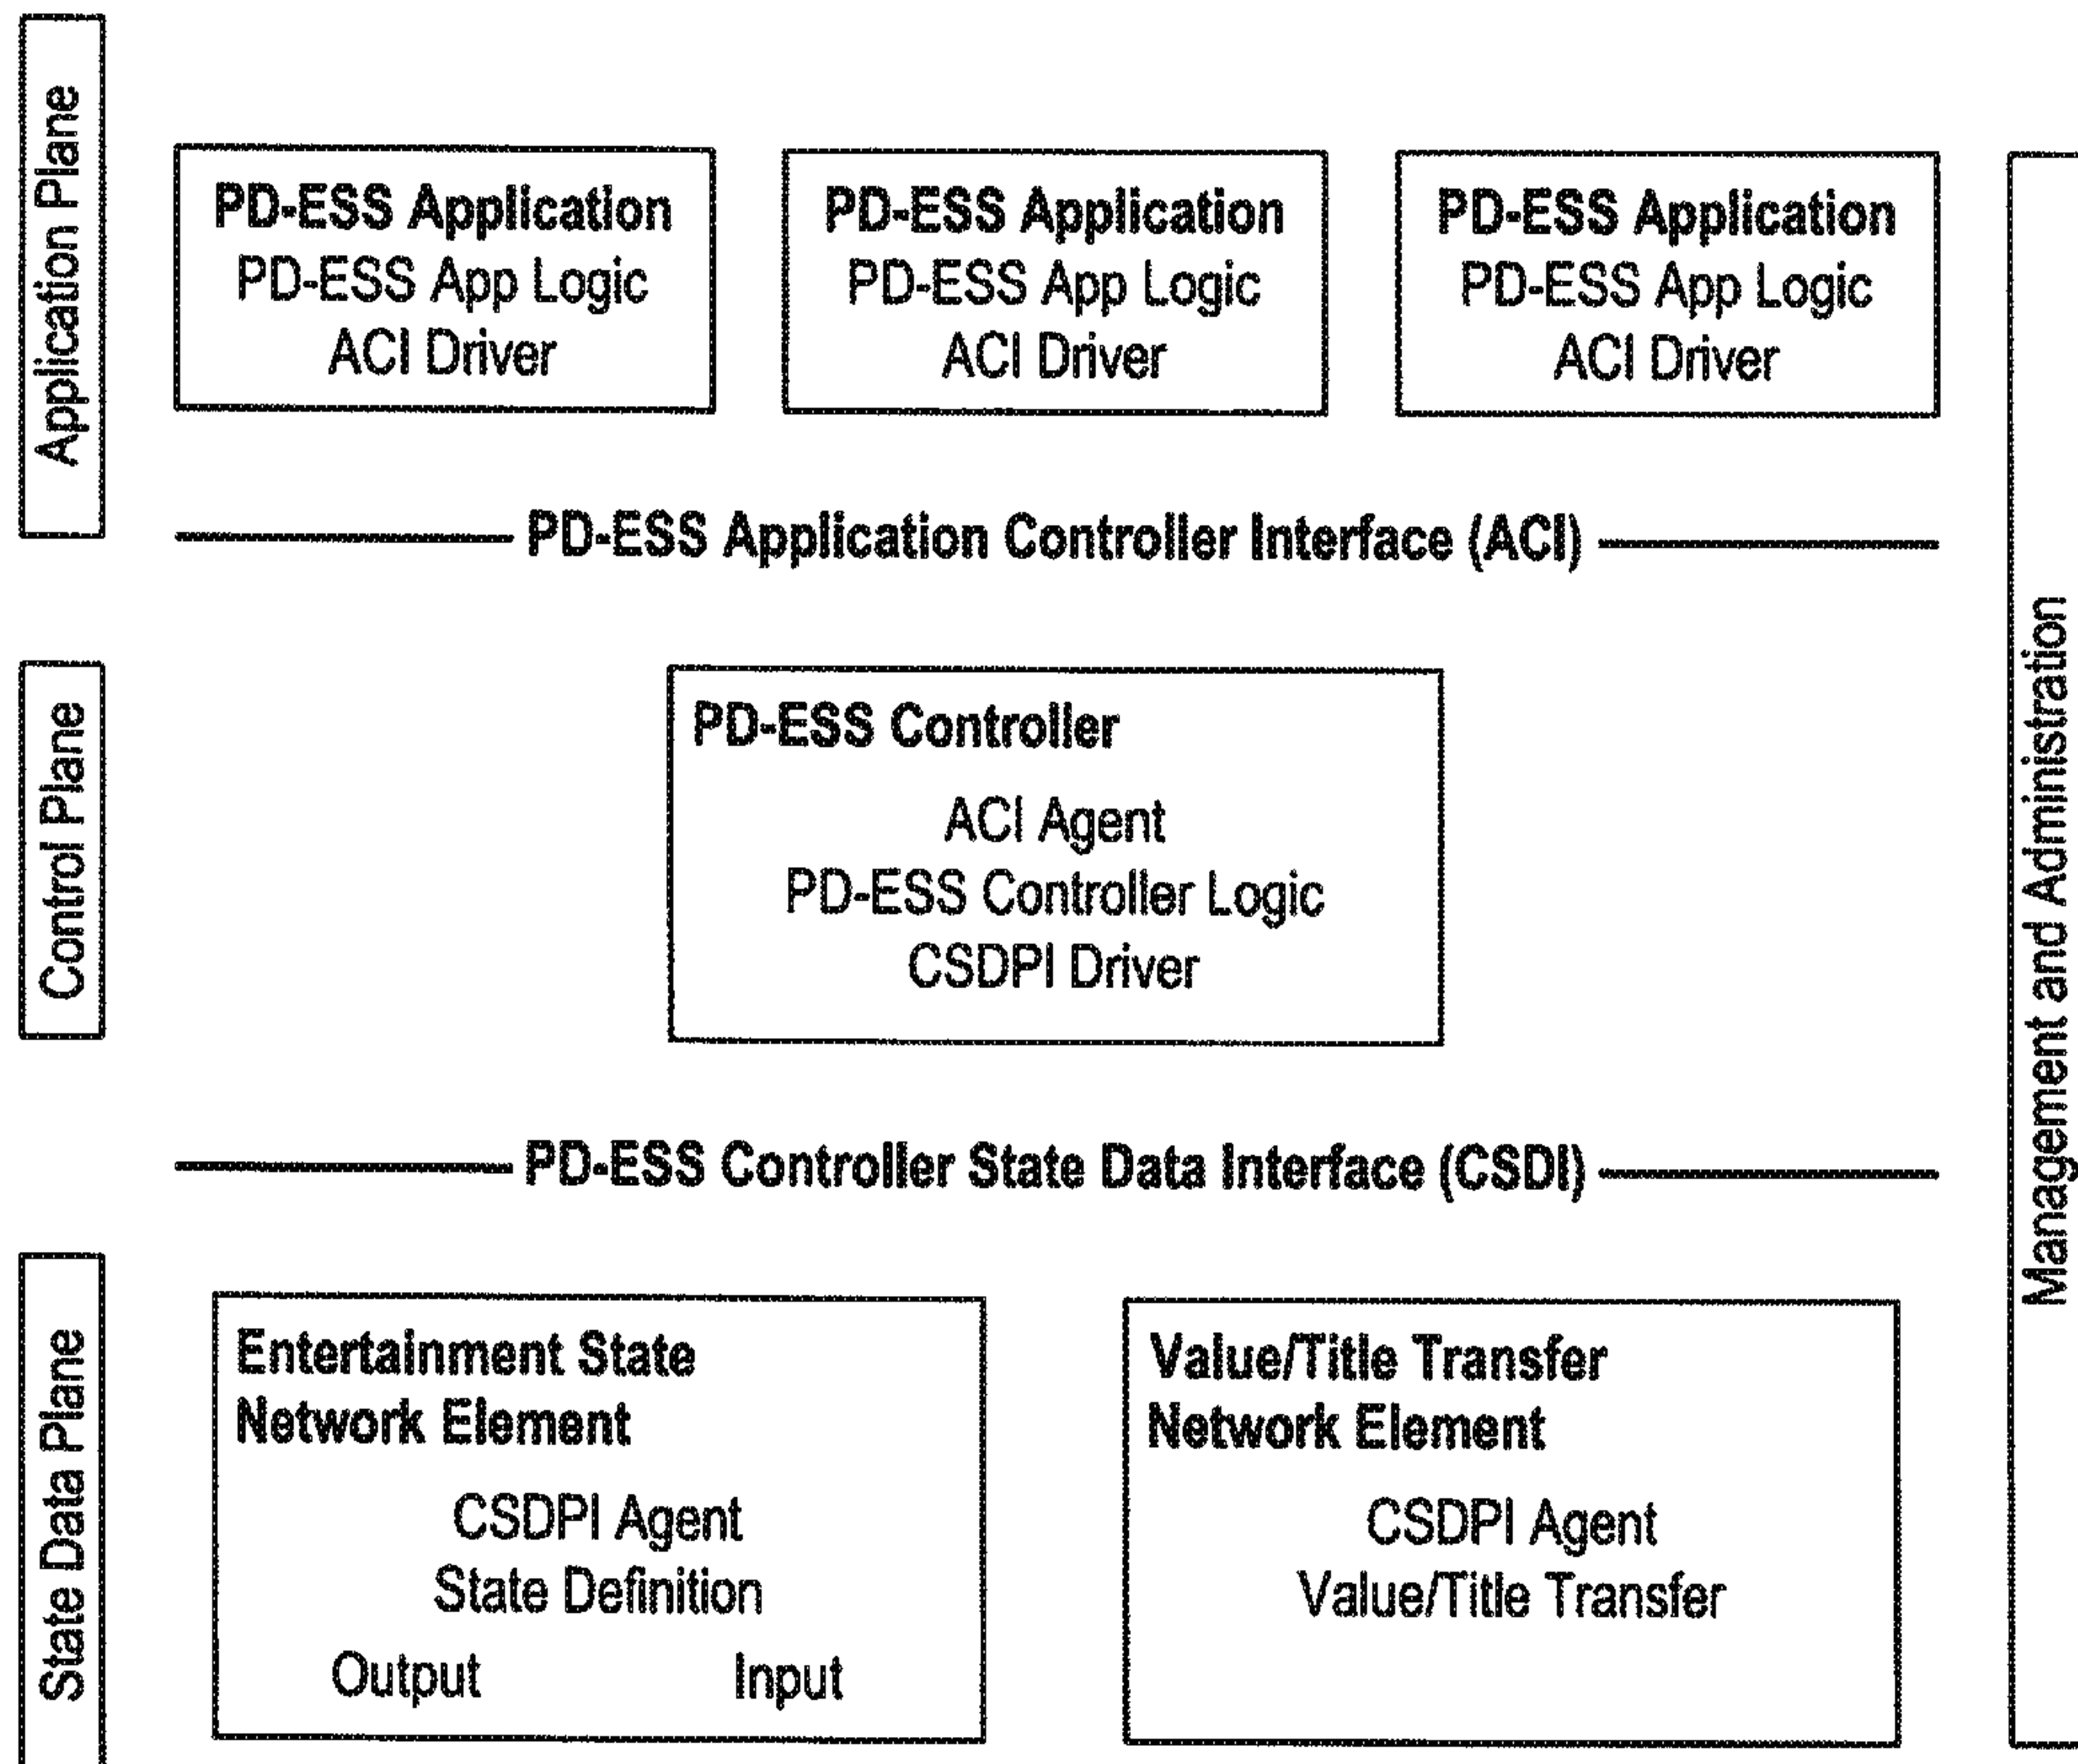 Application Plane
PD-ESS Application
PD-ESS App Logic
ACI Driver
PD-ESS Application
PD-ESS App Logic
ACI Driver
PD-ESS Application
PD-ESS App Logic
ACI Driver
PD-ESS Application Controller Interface (ACI)
Control Plane
PD-ESS Controller
ACI Agent
PD-ESS Controller Logic
CSDPI Driver
Management and Administration
PD-ESS Controller State Data Interface (CSDI)
State Data Plane
Entertainment State
Network Element
CSDPI Agent
State Definition
Output Input
Value/Title Transfer
Network Element
CSDPI Agent
Value/Title Transfer